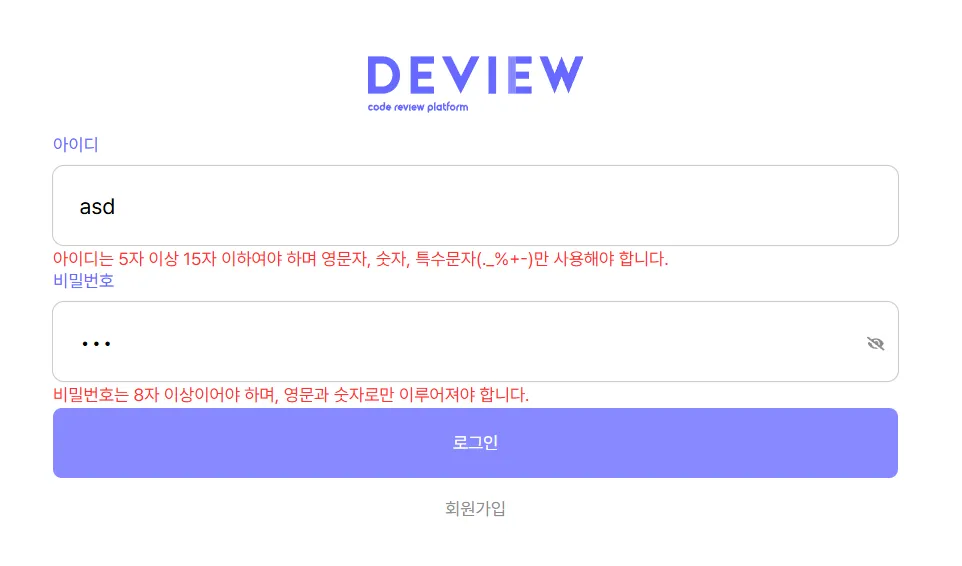 DEVIEW
code review platform
아이디
asd
아이디는 5자 이상 15자 이하여야 하며 영문자, 숫자, 특수문자(._%+-)만 사용해야 합니다.
비밀번호
•••
비밀번호는 8자 이상이어야 하며, 영문과 숫자로만 이루어져야 합니다.
로그인
회원가입